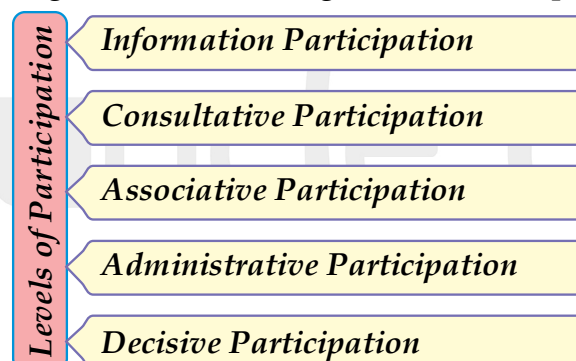 Levels of Participation
Information Participation
Consultative Participation
Associative Participation
Administrative Participation
Decisive Participation